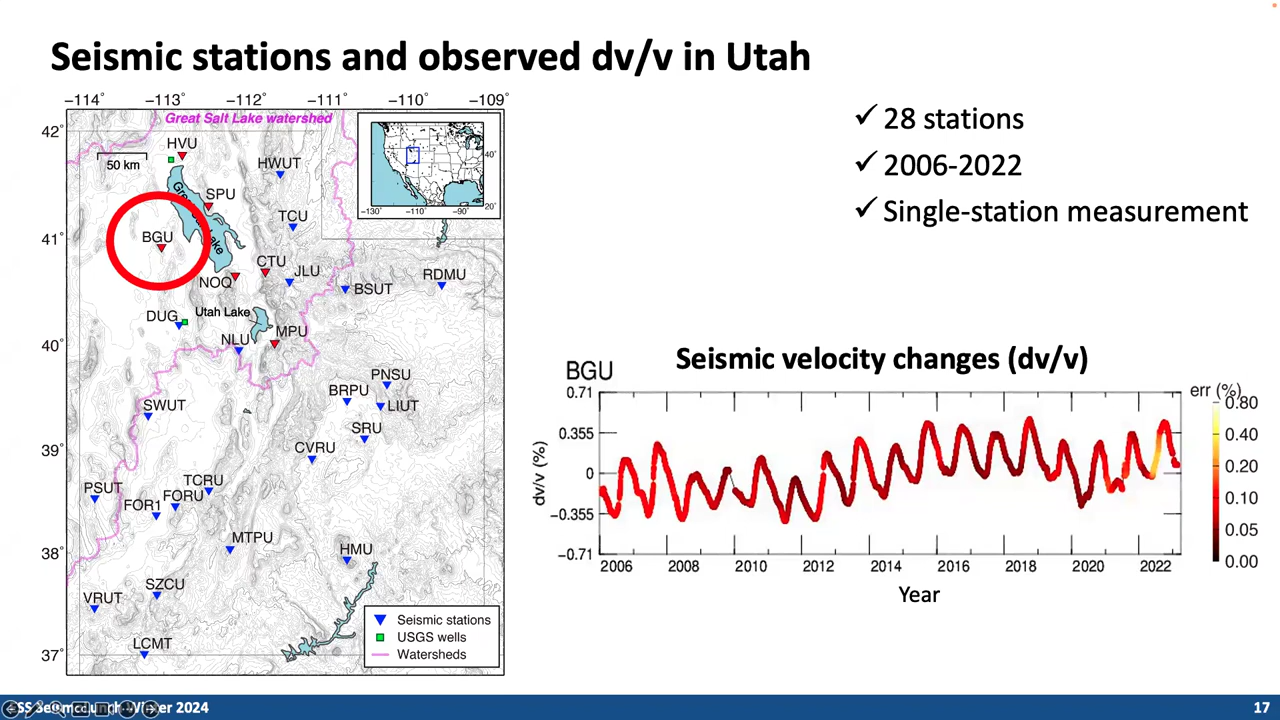 Seismic stations and observed dv/v in Utah
−114° −113° −112° −111° −110° −109°
Great Salt Lake watershed
42°
HVU
50 km
HWUT
40°
SPU
−130° −110° −90°
20°
TCU
41°
BGU
CTU
JLU
NOQ
RDMU
BSUT
DUG
Utah Lake
MPU
40°
NLU
PNSU
BRPU
LIUT
SWUT
SRU
39°
CVRU
TCRU
PSUT
FORU
FOR1
MTPU
38°
HMU
SZCU
VRUT
Seismic stations
USGS wells
Watersheds
LCMT
37°
✓ 28 stations
✓ 2006-2022
✓ Single-station measurement
Seismic velocity changes (dv/v)
BGU
err (%)
0.71
0.355
0
−0.355
−0.71
dv/v (%)
0.80
0.40
0.20
0.10
0.05
0.00
2006 2008 2010 2012 2014 2016 2018 2020 2022
Year
Winter 2024
17